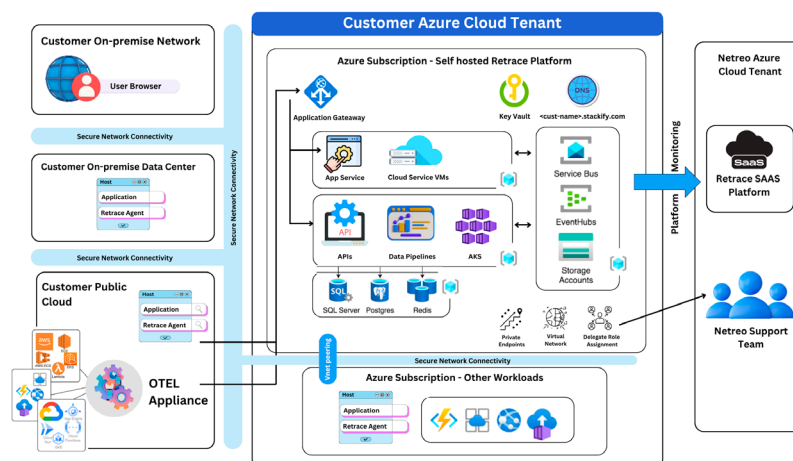 Customer Azure Cloud Tenant
Customer On-premise Network
User Browser
Secure Network Connectivity
Customer On-premise Data Center
Host
Application
Retrace Agent
Secure Network Connectivity
Customer Public
Cloud
Host
Application
Retrace Agent
aws
Lambda
OTEL
Appliance
Secure Network Connectivity
Azure Subscription - Self hosted Retrace Platform
Application Gateway
Key Vault
DNS
<cust-name>.stackify.com
App Service
Cloud Service VMs
Service Bus
EventHubs
Storage
Accounts
API
APIs
Data Pipelines
AKS
SQL
SQL Server
Postgres
Redis
Private
Endpoints
Virtual
Network
Delegate Role
Assignment
Vnet peering
Secure Network Connectivity
Azure Subscription - Other Workloads
Host
Application
Retrace Agent
Platform Monitoring
Netreo Azure
Cloud Tenant
SaaS
Retrace SAAS
Platform
Netreo Support
Team